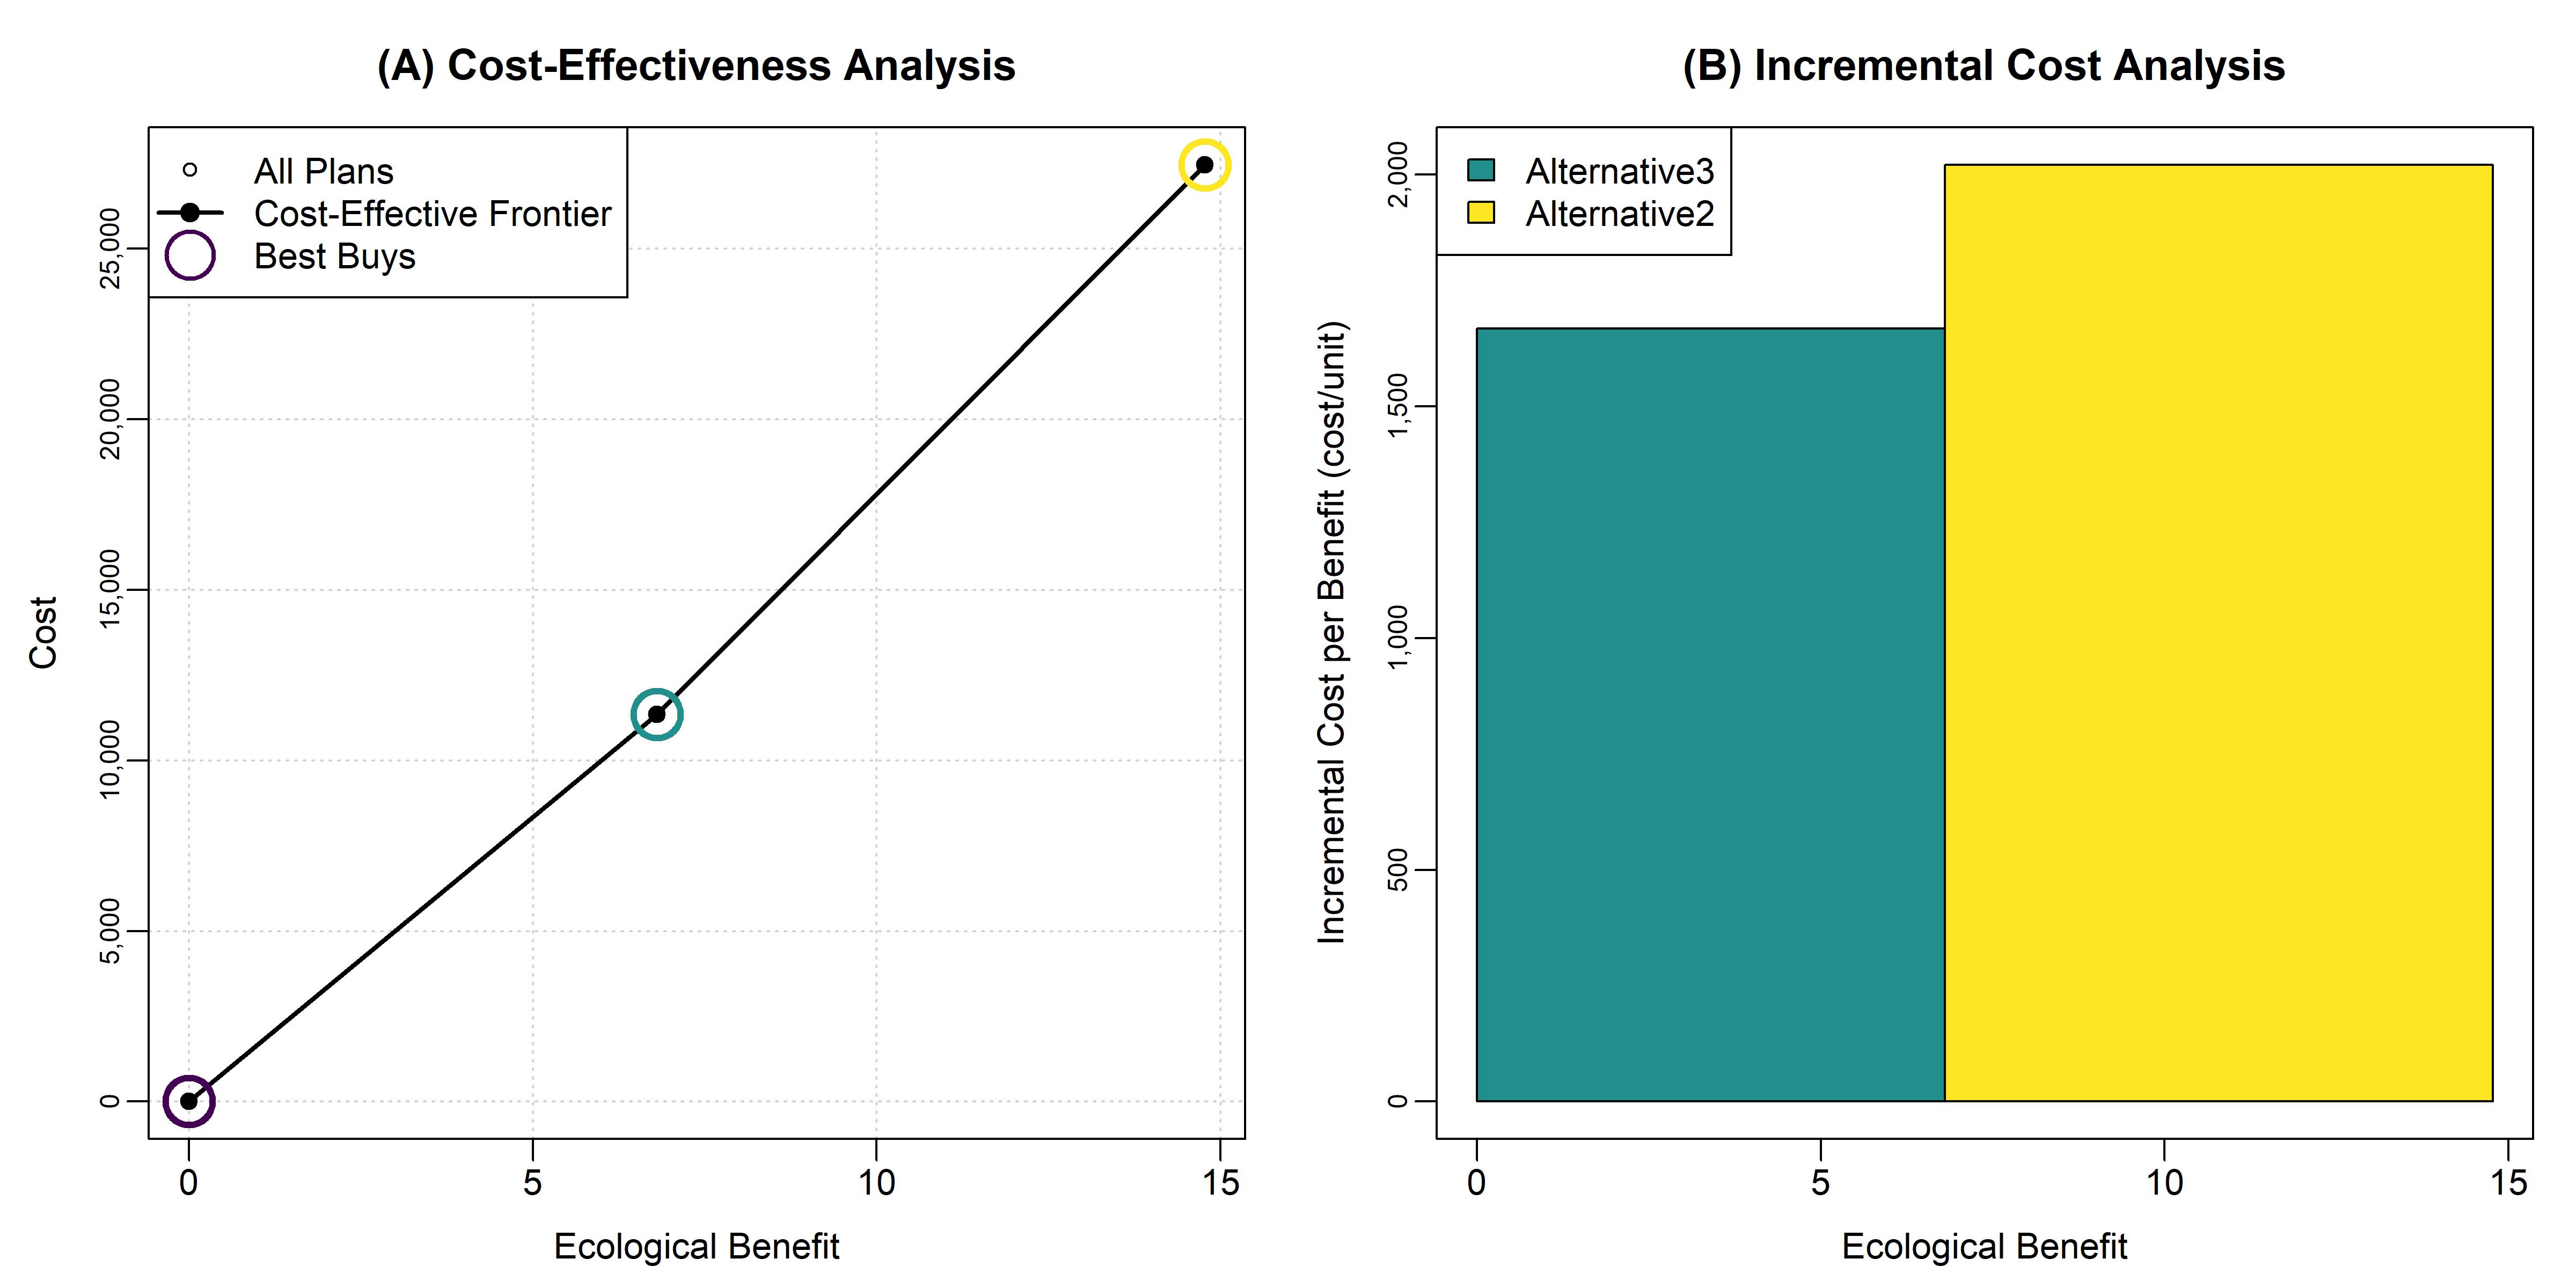 (A) Cost-Effectiveness Analysis
All Plans
Cost-Effective Frontier
Best Buys
Cost
25,000
20,000
15,000
10,000
5,000
0
0 5 10 15
Ecological Benefit
(B) Incremental Cost Analysis
Alternative3
Alternative2
Incremental Cost per Benefit (cost/unit)
2,000
1,500
1,000
500
0
0 5 10 15
Ecological Benefit